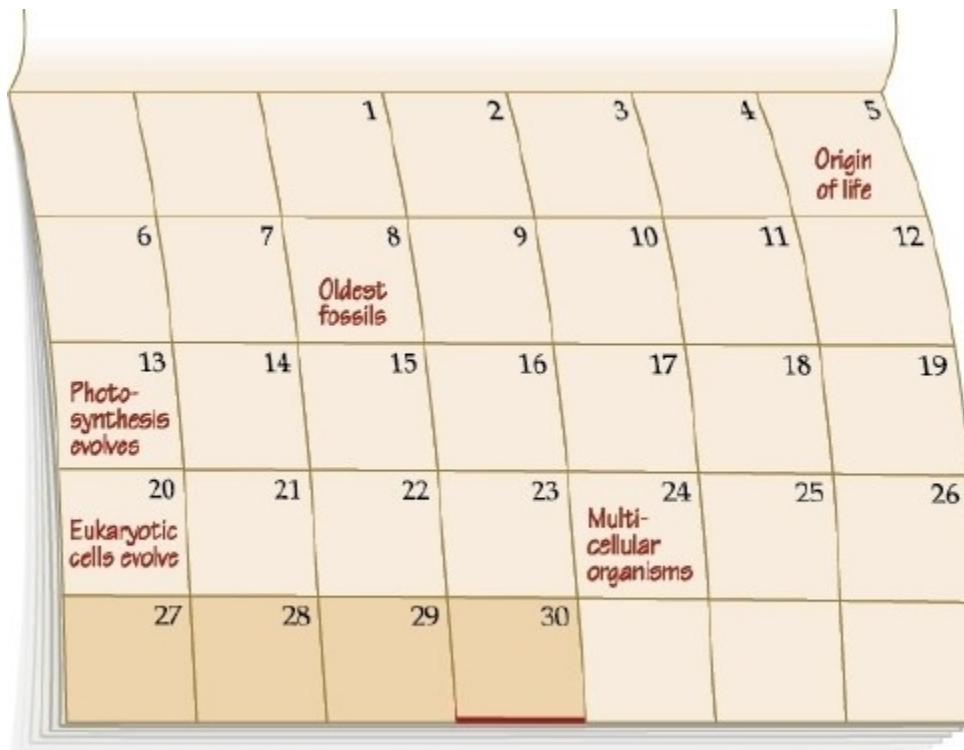 1 2 3 4 5
Origin
of life
6 7 8 9 10 11 12
Oldest
fossils
13 14 15 16 17 18 19
Photo-
synthesis
evolves
20 21 22 23 24 25 26
Eukaryotic
cells evolve
Multi-
cellular
organisms
27 28 29 30